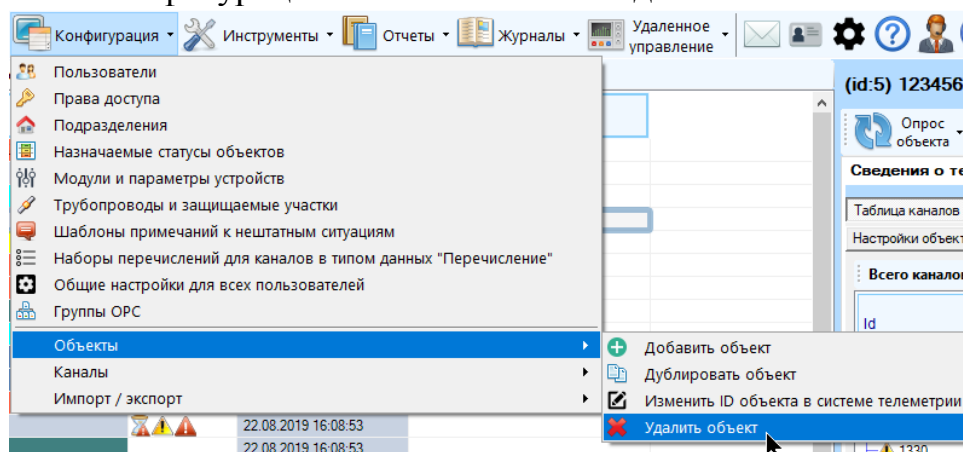 Конфигурация Инструменты Отчеты Журналы Удаленное управление
Пользователи
Права доступа
Подразделения
Назначаемые статусы объектов
Модули и параметры устройств
Трубопроводы и защищаемые участки
Шаблоны примечаний к нештатным ситуациям
Наборы перечислений для каналов в типом данных "Перечисление"
Общие настройки для всех пользователей
Группы OPC
Объекты
Каналы
Импорт / экспорт
Добавить объект
Дублировать объект
Изменить ID объекта в системе телеметрии
Удалить объект
22.08.2019 16:08:53
22.08.2019 16:08:53
(id:5) 123456
Опрос
объекта
Сведения о те
Таблица каналов
Настройки объект
Всего канало
Id
1330